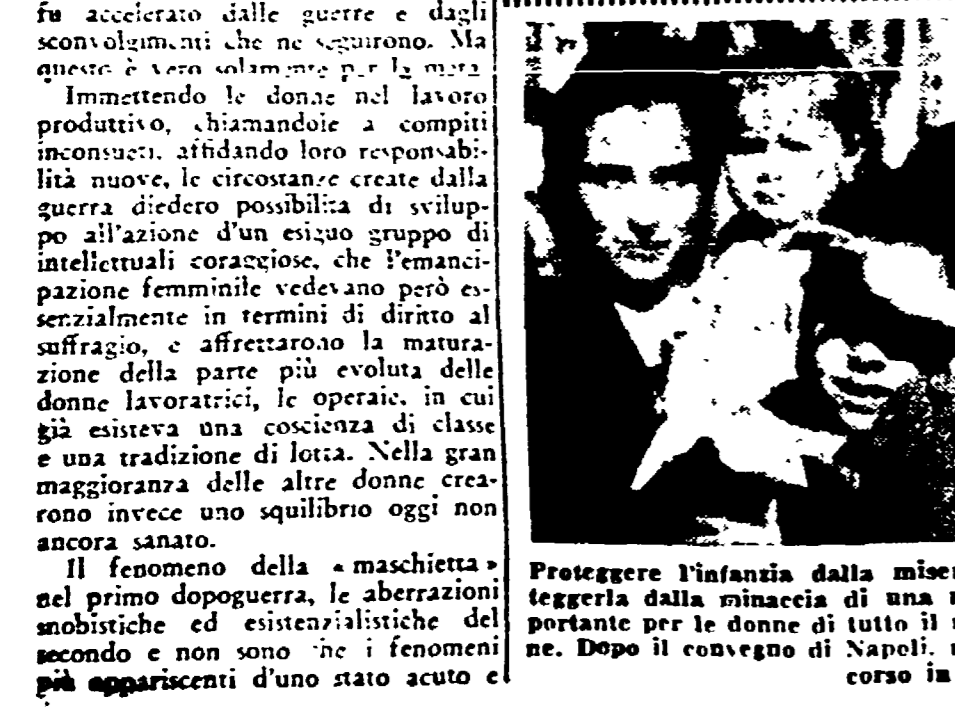 fu accelerato dalle guerre e dagli
sconvolgimenti che ne seguirono. Ma
questo è vero solamente per la metà.
Immettendo le donne nel lavoro
produttivo, chiamandole a compiti
inconsueti, affidando loro responsabi-
lità nuove, le circostanze create dalla
guerra diedero possibilità di svilup-
po all'azione d'un esiguo gruppo di
intellettuali coraggiose, che l'emanci-
pazione femminile vedevano però es-
senzialmente in termini di diritto al
suffragio, e affrettarono la matura-
zione della parte più evoluta delle
donne lavoratrici, le operaie, in cui
già esisteva una coscienza di classe
e una tradizione di lotta. Nella gran
maggioranza delle altre donne crea-
rono invece uno squilibrio oggi non
ancora sanato.
Il fenomeno della « maschietta »
nel primo dopoguerra, le aberrazioni
snobistiche ed esistenzialistiche del
secondo e non sono che i fenomeni
più appariscenti d'uno stato acuto e
Proteggere l'infanzia dalla miser
teggerla dalla minaccia di una
portante per le donne di tutto il
ne. Dopo il convegno di Napoli,
corso in